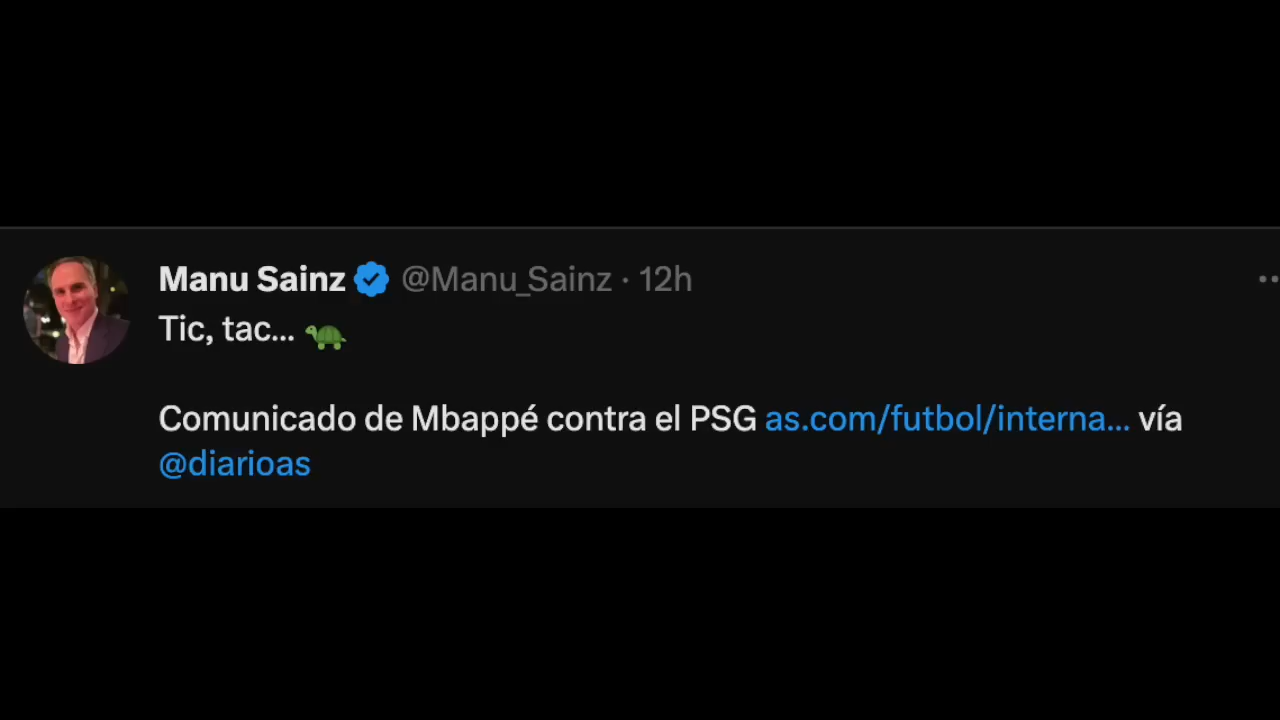 Manu Sainz @Manu_Sainz · 12h
Tic, tac... 🐢
Comunicado de Mbappé contra el PSG as.com/futbol/interna... vía
@diarioas